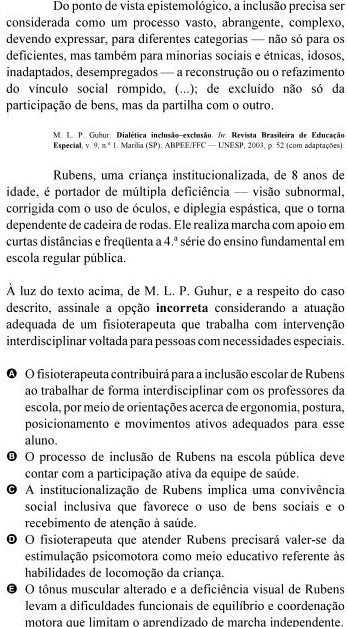 Do ponto de vista epistemológico, a inclusão precisa ser
considerada como um processo vasto, abrangente, complexo,
devendo expressar, para diferentes categorias — não só para os
deficientes, mas também para minorias sociais e étnicas, idosos,
inadaptados, desempregados — a reconstrução ou o refazimento
do vínculo social rompido, (...); de excluído não só da
participação de bens, mas da partilha com o outro.
M. L. P. Guhur. Dialética inclusão-exclusão. In: Revista Brasileira de Educação
Especial, v. 9, n.º 1. Marília (SP): ABPEE/FFC — UNESP, 2003, p. 52 (com adaptações).
Rubens, uma criança institucionalizada, de 8 anos de
idade, é portador de múltipla deficiência — visão subnormal,
corrigida com o uso de óculos, e diplegia espástica, que o torna
dependente de cadeira de rodas. Ele realiza marcha com apoio em
curtas distâncias e freqüenta a 4.ª série do ensino fundamental em
escola regular pública.
À luz do texto acima, de M. L. P. Guhur, e a respeito do caso
descrito, assinale a opção incorreta considerando a atuação
adequada de um fisioterapeuta que trabalha com intervenção
interdisciplinar voltada para pessoas com necessidades especiais.
A O fisioterapeuta contribuirá para a inclusão escolar de Rubens
ao trabalhar de forma interdisciplinar com os professores da
escola, por meio de orientações acerca de ergonomia, postura,
posicionamento e movimentos ativos adequados para esse
aluno.
B O processo de inclusão de Rubens na escola pública deve
contar com a participação ativa da equipe de saúde.
C A institucionalização de Rubens implica uma convivência
social inclusiva que favorece o uso de bens sociais e o
recebimento de atenção à saúde.
D O fisioterapeuta que atender Rubens precisará valer-se da
estimulação psicomotora como meio educativo referente às
habilidades de locomoção da criança.
E O tônus muscular alterado e a deficiência visual de Rubens
levam a dificuldades funcionais de equilíbrio e coordenação
motora que limitam o aprendizado de marcha independente.